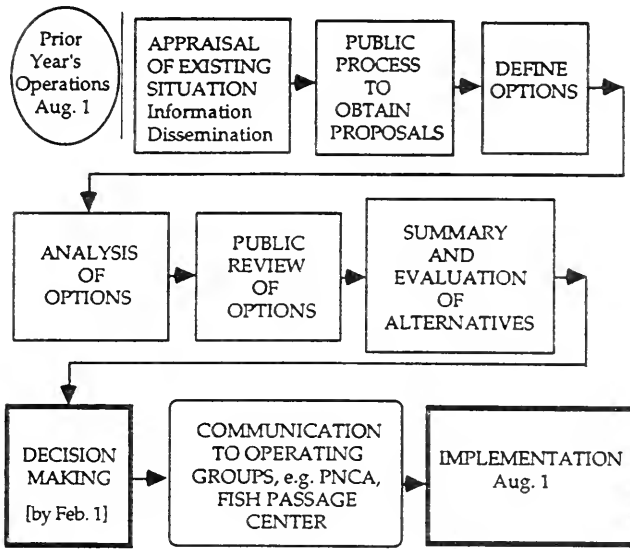 Prior
Year's
Operations
Aug. 1
APPRAISAL
OF EXISTING
SITUATION
Information
Dissemination
PUBLIC
PROCESS
TO
OBTAIN
PROPOSALS
DEFINE
OPTIONS
ANALYSIS
OF
OPTIONS
PUBLIC
REVIEW
OF
OPTIONS
SUMMARY
AND
EVALUATION
OF
ALTERNATIVES
DECISION
MAKING
[by Feb. 1]
COMMUNICATION
TO OPERATING
GROUPS, e.g. PNCA,
FISH PASSAGE
CENTER
IMPLEMENTATION
Aug. 1